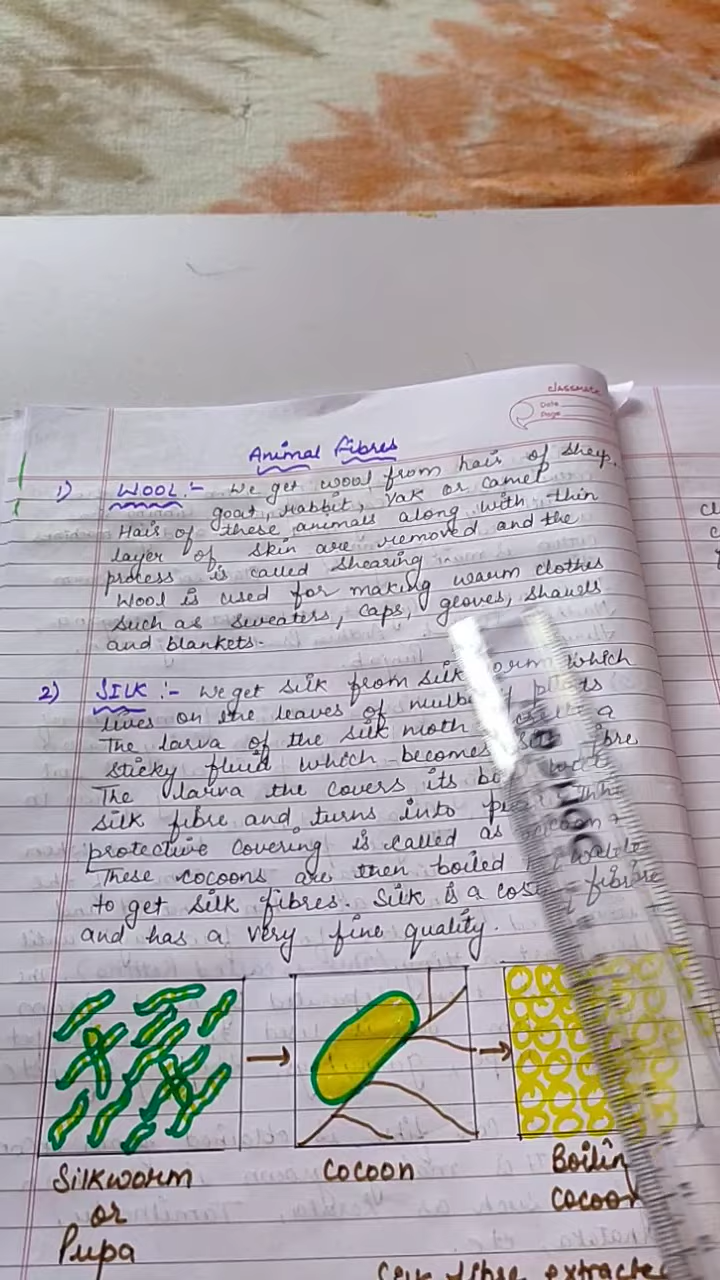 classmate
Date
Page
Animal Fibres
1) WOOL :- We get wool from hair of sheep,
goat, rabbit, Yak or camel
Hair of these animals along with thin
layer of skin are removed and the
process is called shearing
Wool is used for making warm clothes
such as sweaters, caps, gloves, shawls
and blankets.
2) SILK :- We get silk from silk which
lives on the leaves of
The larva of the silk moth a
sticky fluid which becomes
The larva the covers its
silk fibre and turns into
protective covering is called as
These cocoons are then boiled
to get silk fibres. Silk is a fibre
and has a very fine quality.
Silkworm
or
Pupa
Cocoon
Boilin
cocoon